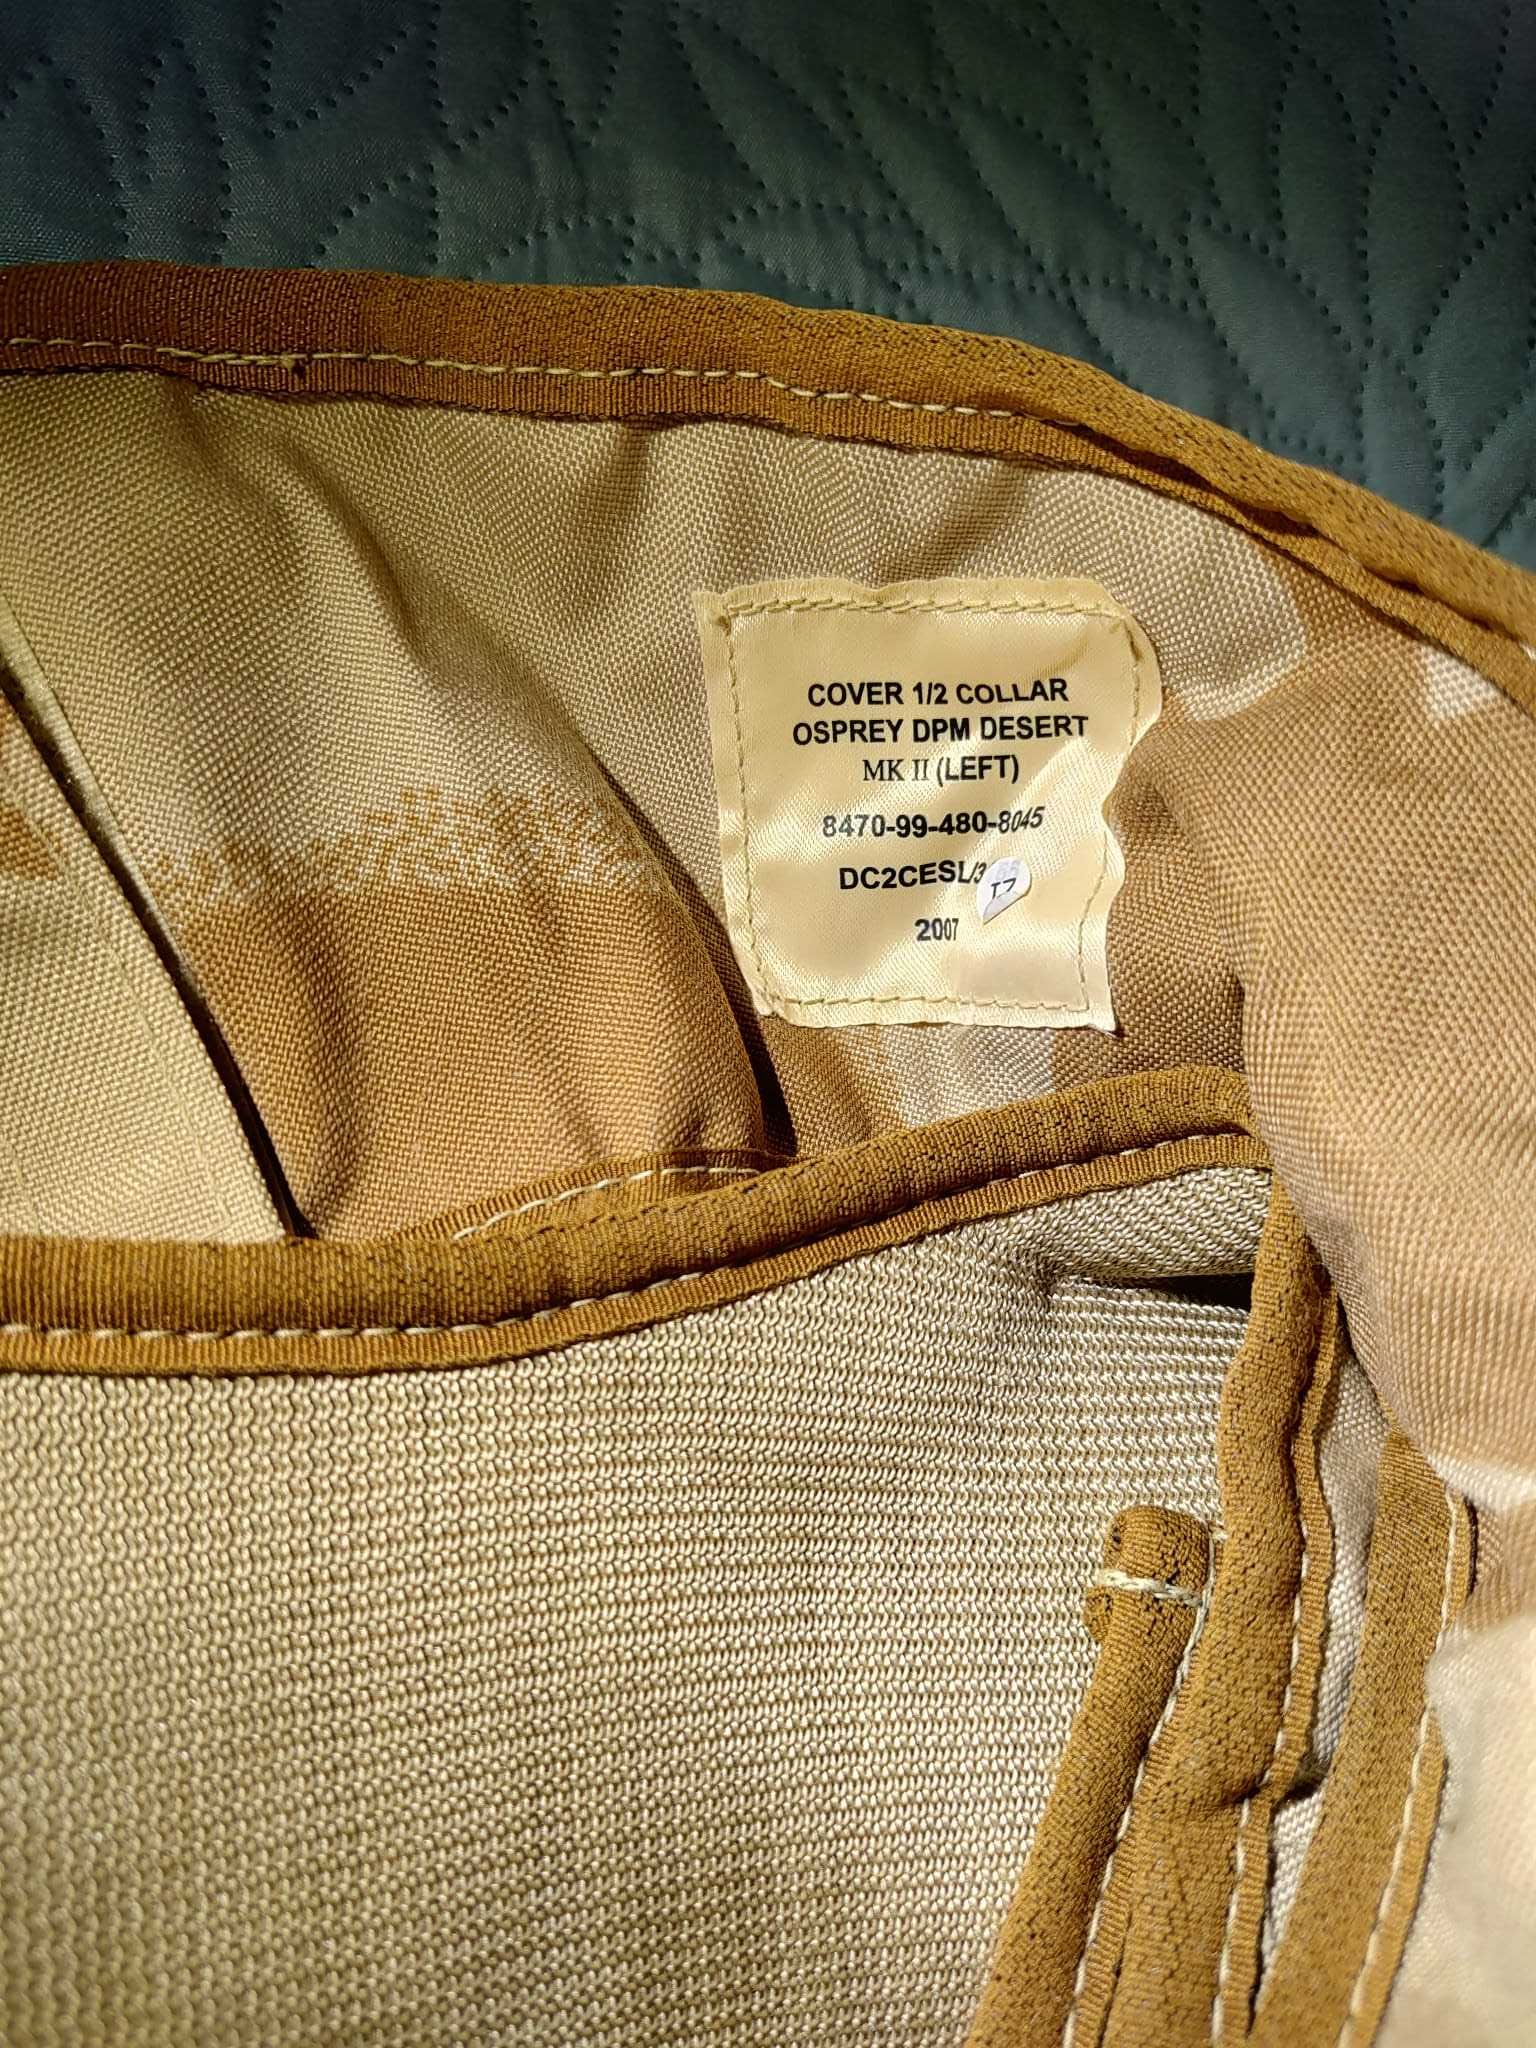 COVER 1/2 COLLAR
OSPREY DPM DESERT
MK II (LEFT)
8470-99-480-8045
DC2CESL/3
2007